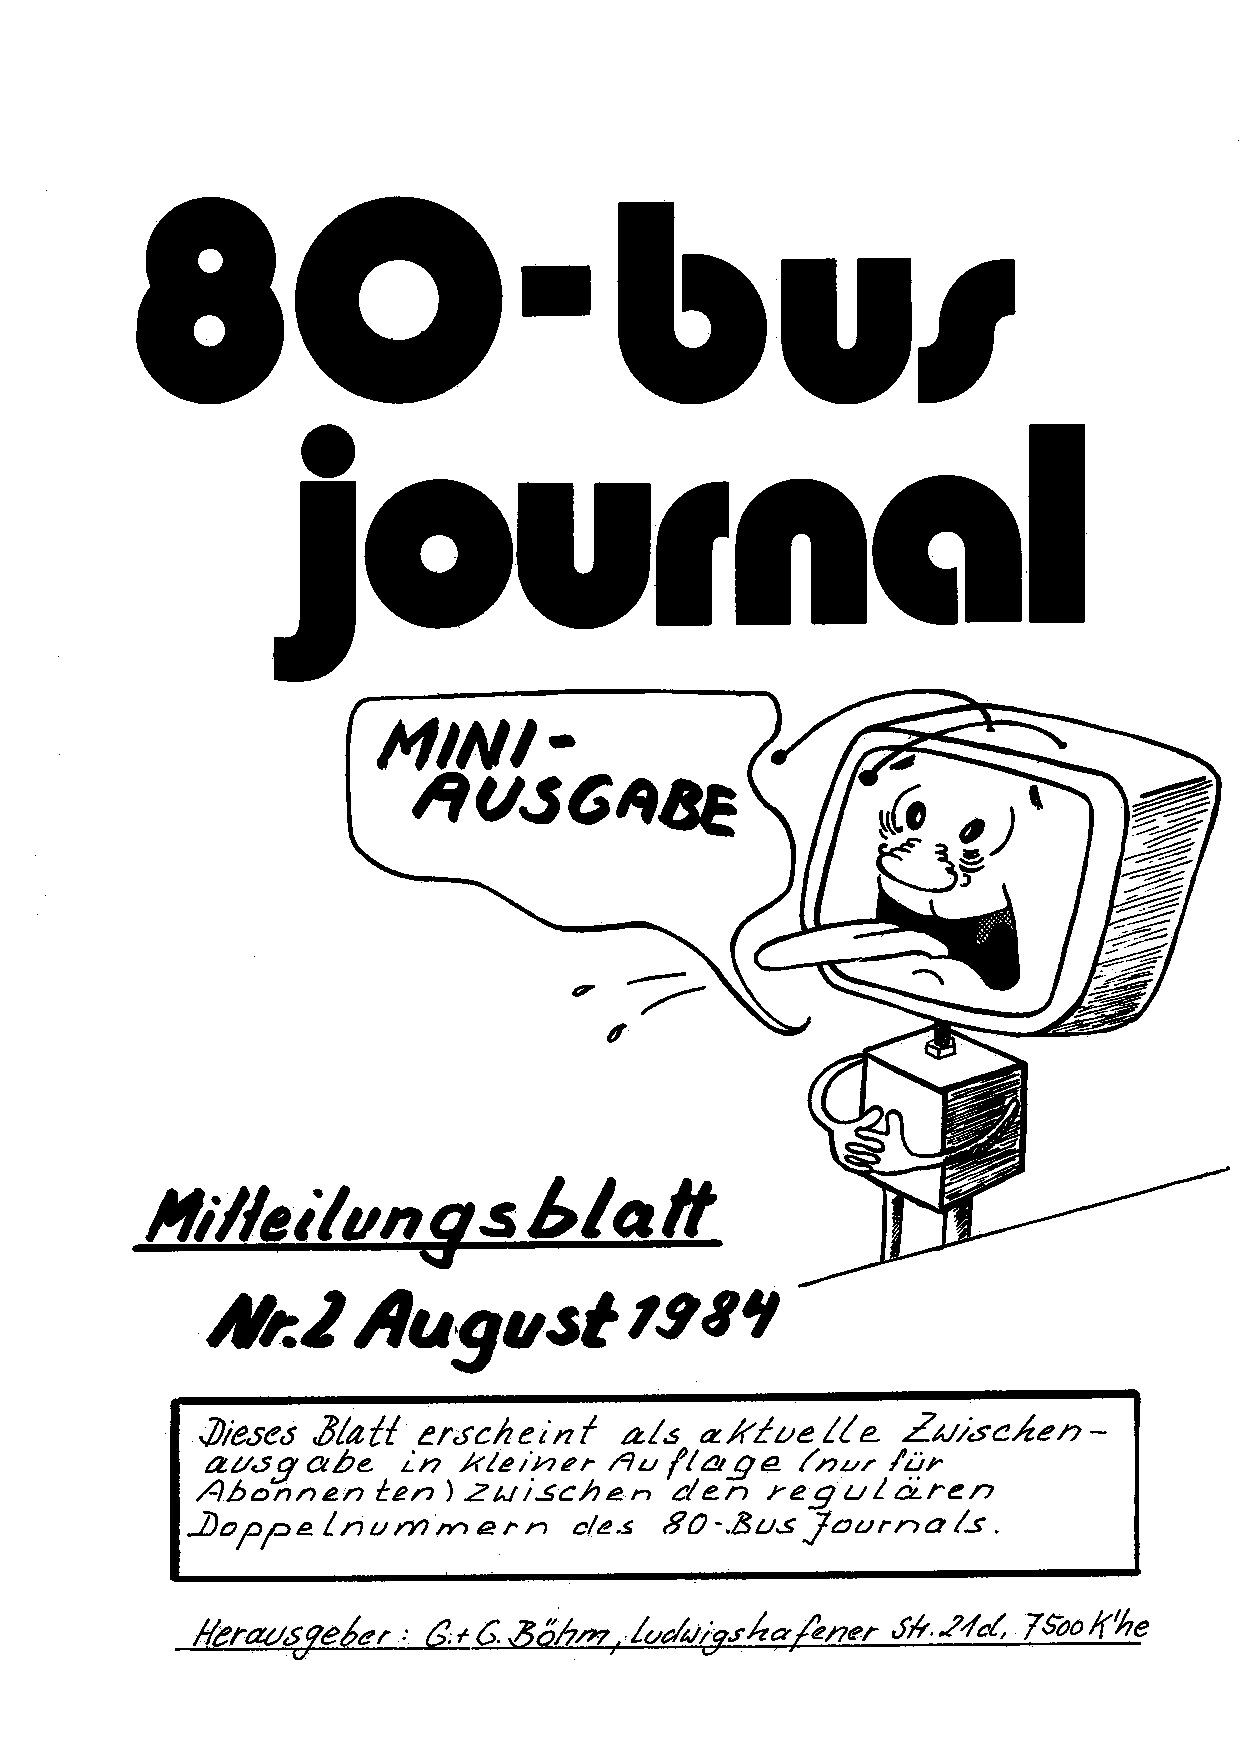 80-bus
journal
MINI-
AUSGABE
Mitteilungsblatt
Nr. 2 August 1984
Dieses Blatt erscheint als aktuelle Zwischen-
ausgabe in kleiner Auflage (nur für
Abonnenten) zwischen den regulären
Doppelnummern des 80-Bus Journals.
Herausgeber: G.+G. Böhm, Ludwigshafener Str. 21d, 7500 K'he